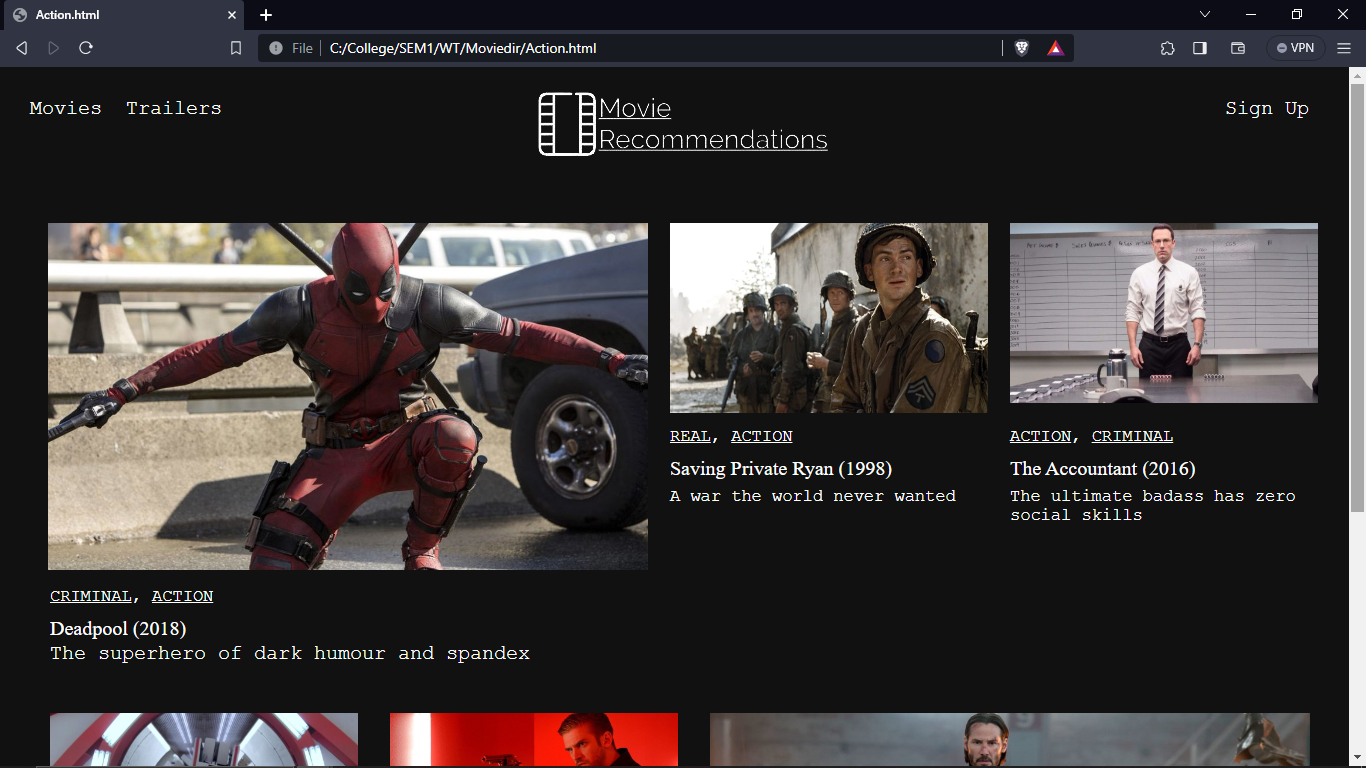 Action.html
File C:/College/SEM1/WT/Moviedir/Action.html
VPN
Movies Trailers
Movie
Recommendations
Sign Up
CRIMINAL, ACTION
Deadpool (2018)
The superhero of dark humour and spandex
REAL, ACTION
Saving Private Ryan (1998)
A war the world never wanted
ACTION, CRIMINAL
The Accountant (2016)
The ultimate badass has zero
social skills